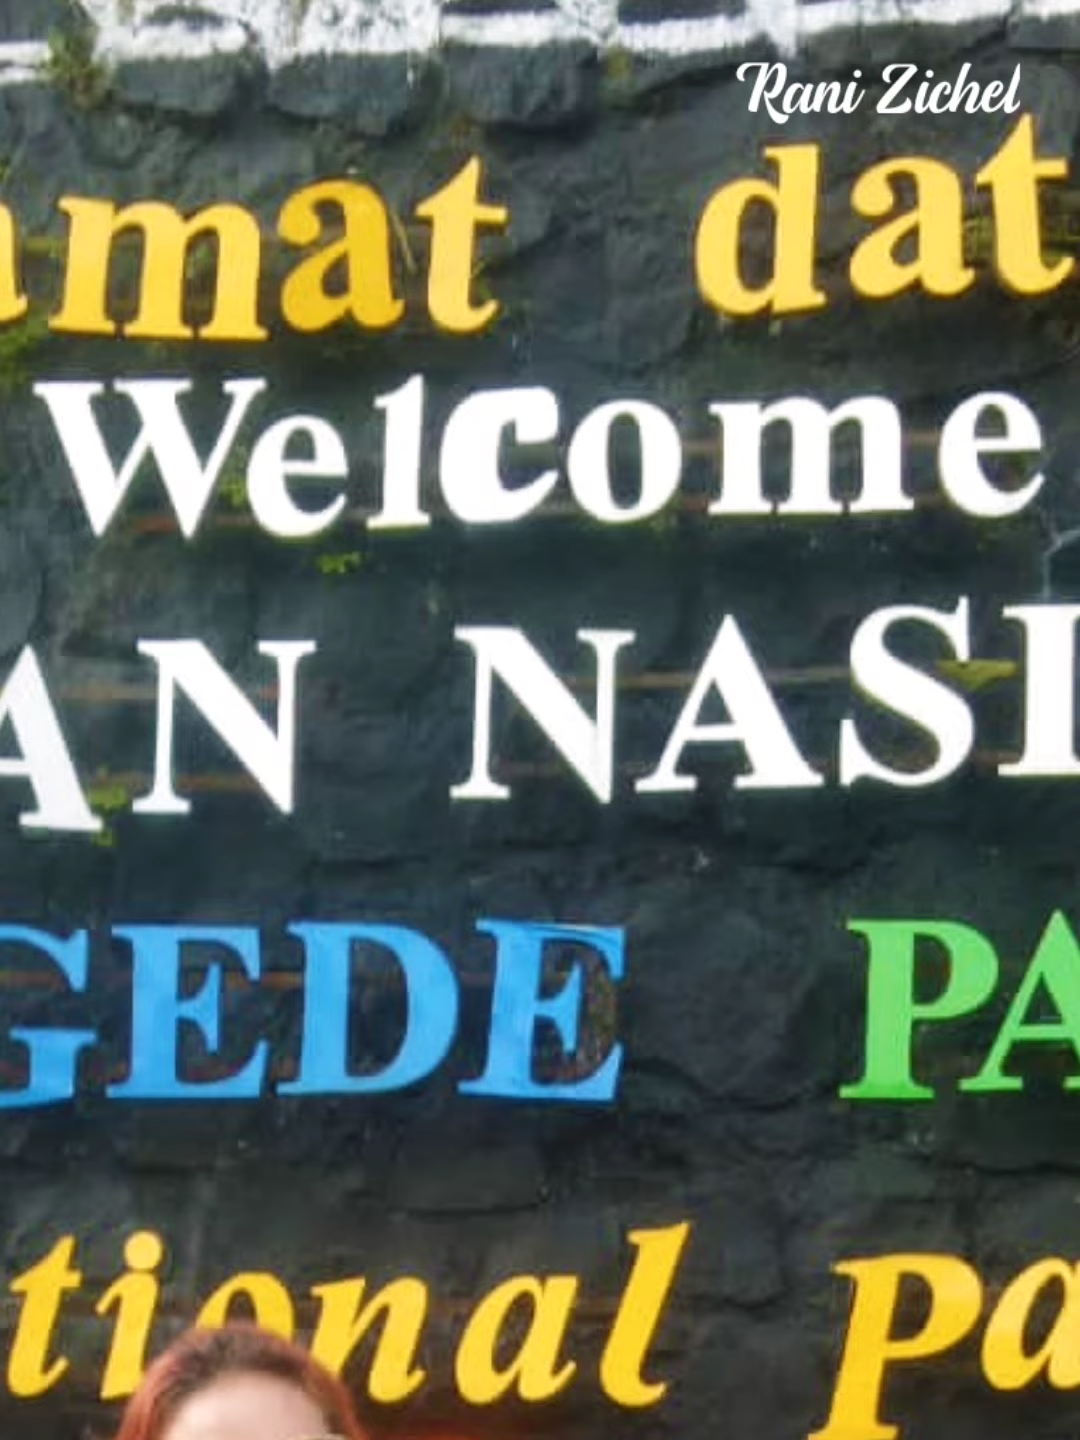 Rani Zichel
amat dat
Welcome
AN NASI
GEDE PA
tional pa